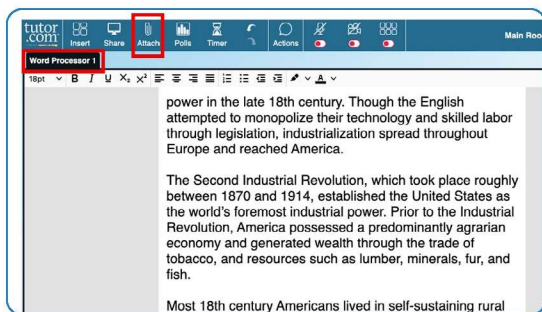 tutor
.com
Insert Share Attach Polls Timer Actions
Main Roo
Word Processor 1
18pt B I U X₂ X² A
power in the late 18th century. Though the English
attempted to monopolize their technology and skilled labor
through legislation, industrialization spread throughout
Europe and reached America.
The Second Industrial Revolution, which took place roughly
between 1870 and 1914, established the United States as
the world's foremost industrial power. Prior to the Industrial
Revolution, America possessed a predominantly agrarian
economy and generated wealth through the trade of
tobacco, and resources such as lumber, minerals, fur, and
fish.
Most 18th century Americans lived in self-sustaining rural